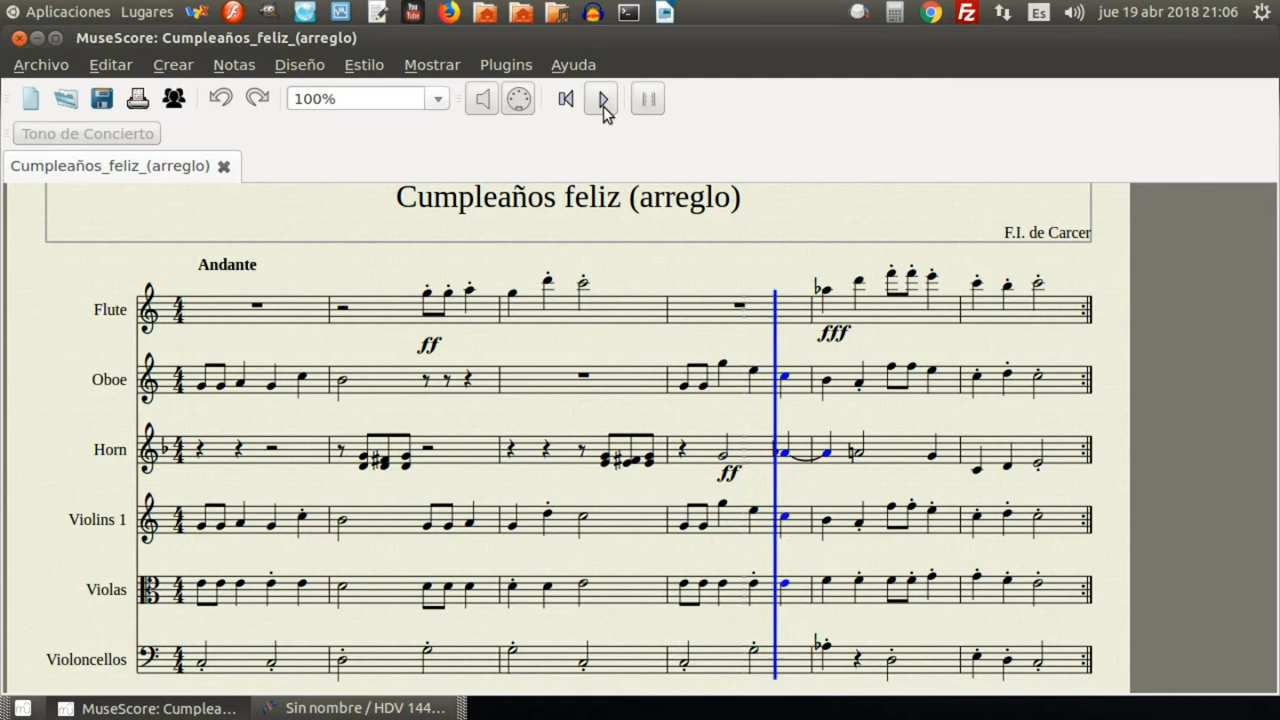 Aplicaciones Lugares Es jue 19 abr 2018 21:06
MuseScore: Cumpleaños_feliz_(arreglo)
Archivo Editar Crear Notas Diseño Estilo Mostrar Plugins Ayuda
100%
Tono de Concierto
Cumpleaños_feliz_(arreglo)
Cumpleaños feliz (arreglo)
F.I. de Carcer
Andante
Flute
fff
ff
Oboe
Horn
ff
Violins 1
Violas
Violoncellos
MuseScore: Cumplea... Sin nombre / HDV 144...